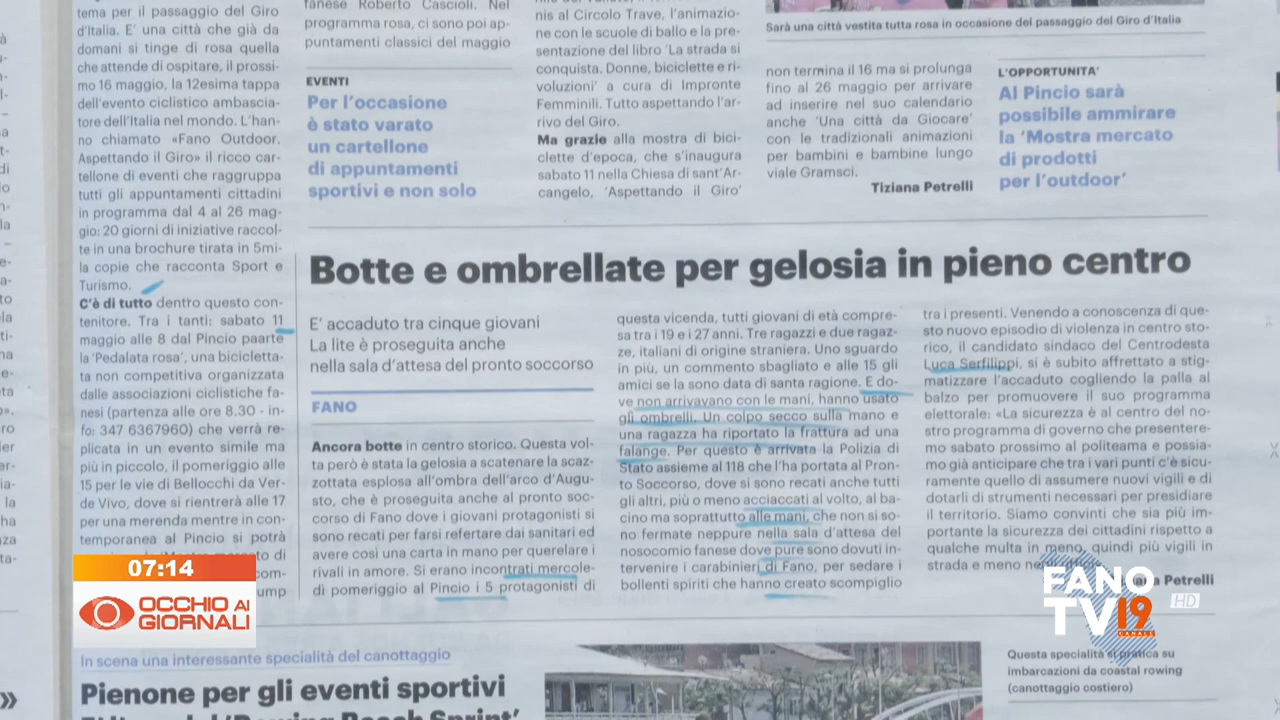 tema per il passaggio del Giro
d'Italia. E' una città che già da
domani si tinge di rosa quella
che attende di ospitare, il prossi-
mo 16 maggio, la 12esima tappa
dell'evento ciclistico ambascia-
tore dell'Italia nel mondo. L'han-
no chiamato «Fano Outdoor.
Aspettando il Giro» il ricco car-
tellone di eventi che raggruppa
tutti gli appuntamenti cittadini
in programma dal 4 al 26 mag-
gio: 20 giorni di iniziative raccol-
te in una brochure tirata in 5mi-
la copie che racconta Sport e
Turismo.
C'è di tutto dentro questo con-
tenitore. Tra i tanti: sabato 11
maggio alle 8 dal Pincio paarte
la 'Pedalata rosa', una bicicletta-
ta non competitiva organizzata
dalle associazioni ciclistiche fa-
nesi (partenza alle ore 8.30 - in-
fo: 347 6367960) che verrà re-
plicata in un evento simile ma
più in piccolo, il pomeriggio alle
15 per le vie di Bellocchi da Ver-
de Vivo, dove si rientrerà alle 17
per una merenda mentre in con-
temporanea al Pincio si potrà
di
com-
ump
fanese Roberto Cascioli. Nel
programma rosa, ci sono poi ap-
puntamenti classici del maggio
EVENTI
Per l'occasione
è stato varato
un cartellone
di appuntamenti
sportivi e non solo
nis al Circolo Trave, l'animazio-
ne con le scuole di ballo e la pre-
sentazione del libro 'La strada si
conquista. Donne, biciclette e ri-
voluzioni' a cura di Impronte
Femminili. Tutto aspettando l'ar-
rivo del Giro.
Ma grazie alla mostra di bici-
clette d'epoca, che s'inaugura
sabato 11 nella Chiesa di sant'Ar-
cangelo, 'Aspettando il Giro'
Sarà una città vestita tutta rosa in occasione del passaggio del Giro d'Italia
non termina il 16 ma si prolunga
fino al 26 maggio per arrivare
ad inserire nel suo calendario
anche 'Una città da Giocare'
con le tradizionali animazioni
per bambini e bambine lungo
viale Gramsci.
Tiziana Petrelli
L'OPPORTUNITA'
Al Pincio sarà
possibile ammirare
la 'Mostra mercato
di prodotti
per l'outdoor'
Botte e ombrellate per gelosia in pieno centro
E' accaduto tra cinque giovani
La lite è proseguita anche
nella sala d'attesa del pronto soccorso
FANO
Ancora botte in centro storico. Questa vol-
ta però è stata la gelosia a scatenare la scaz-
zottata esplosa all'ombra dell'arco d'Augu-
sto, che è proseguita anche al pronto soc-
corso di Fano dove i giovani protagonisti si
sono recati per farsi refertare dai sanitari ed
avere così una carta in mano per querelare i
rivali in amore. Si erano incontrati mercole-
dì pomeriggio al Pincio i 5 protagonisti di
questa vicenda, tutti giovani di età compre-
sa tra i 19 e i 27 anni. Tre ragazzi e due ragaz-
ze, italiani di origine straniera. Uno sguardo
in più, un commento sbagliato e alle 15 gli
amici se la sono data di santa ragione. E do-
ve non arrivavano con le mani, hanno usato
gli ombrelli. Un colpo secco sulla mano e
una ragazza ha riportato la frattura ad una
falange. Per questo è arrivata la Polizia di
Stato assieme al 118 che l'ha portata al Pron-
to Soccorso, dove si sono recati anche tutti
gli altri, più o meno acciaccati al volto, al ba-
cino ma soprattutto alle mani, che non si so-
no fermate neppure nella sala d'attesa del
nosocomio fanese dove pure sono dovuti in-
tervenire i carabinieri di Fano, per sedare i
bollenti spiriti che hanno creato scompiglio
tra i presenti. Venendo a conoscenza di que-
sto nuovo episodio di violenza in centro sto-
rico, il candidato sindaco del Centrodesta
Luca Serfilippi, si è subito affrettato a stig-
matizzare l'accaduto cogliendo la palla al
balzo per promuovere il suo programma
elettorale: «La sicurezza è al centro del no-
stro programma di governo che presentere-
mo sabato prossimo al politeama e possia-
mo già anticipare che tra i vari punti c'è sicu-
ramente quello di assumere nuovi vigili e di
dotarli di strumenti necessari per presidiare
il territorio. Siamo convinti che sia più im-
portante la sicurezza dei cittadini rispetto a
qualche multa in meno, quindi più vigili in
strada e meno
Petrelli
07:14
OCCHIO AI
GIORNALI
FANO
TV 19
CANALE
HD
In scena una interessante specialità del canottaggio
Pienone per gli eventi sportivi
Questa specialità si pratica su
imbarcazioni da coastal rowing
(canottaggio costiero)